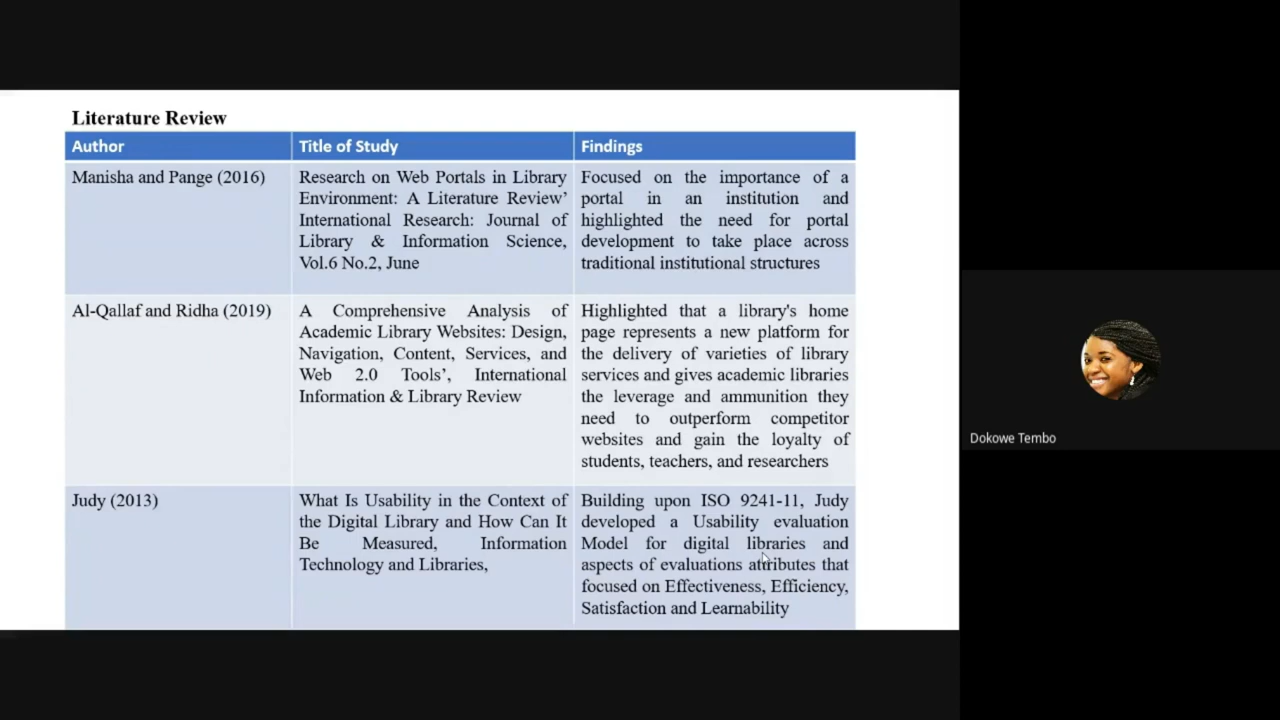 Literature Review
Author
Title of Study
Findings
Manisha and Pange (2016)
Research on Web Portals in Library
Environment: A Literature Review’
International Research: Journal of
Library & Information Science,
Vol.6 No.2, June
Focused on the importance of a
portal in an institution and
highlighted the need for portal
development to take place across
traditional institutional structures
Al-Qallaf and Ridha (2019)
A Comprehensive Analysis of
Academic Library Websites: Design,
Navigation, Content, Services, and
Web 2.0 Tools’, International
Information & Library Review
Highlighted that a library's home
page represents a new platform for
the delivery of varieties of library
services and gives academic libraries
the leverage and ammunition they
need to outperform competitor
websites and gain the loyalty of
students, teachers, and researchers
Judy (2013)
What Is Usability in the Context of
the Digital Library and How Can It
Be Measured, Information
Technology and Libraries,
Building upon ISO 9241-11, Judy
developed a Usability evaluation
Model for digital libraries and
aspects of evaluations attributes that
focused on Effectiveness, Efficiency,
Satisfaction and Learnability
Dokowe Tembo